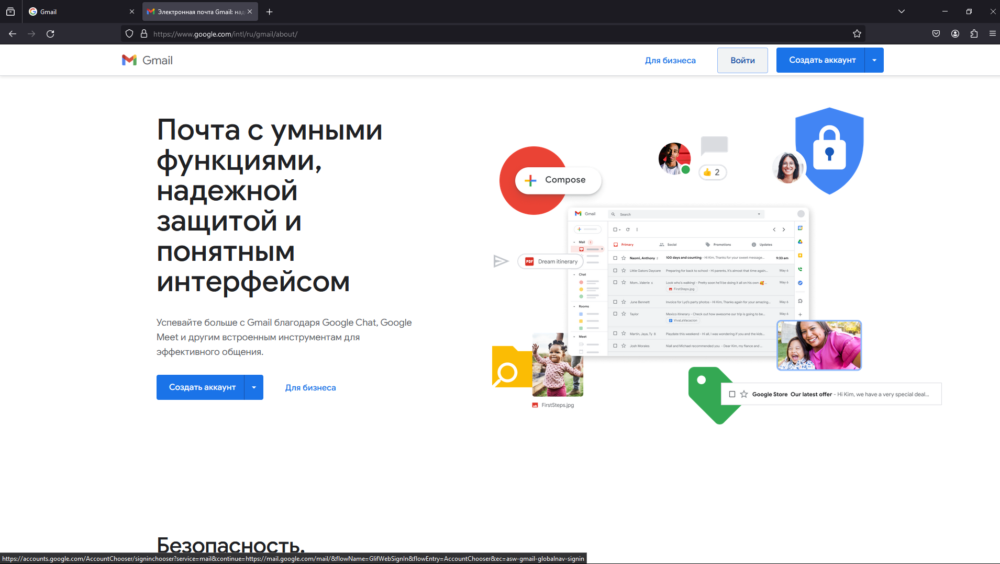 Gmail
Электронная почта Gmail: над
https://www.google.com/intl/ru/gmail/about/
Gmail
Для бизнеса
Войти
Создать аккаунт
Почта с умными
функциями,
надежной
защитой и
понятным
интерфейсом
Успевайте больше с Gmail благодаря Google Chat, Google
Meet и другим встроенным инструментам для
эффективного общения.
Создать аккаунт
Для бизнеса
Compose
2
Gmail
Search
Mail 1
Primary
Social
Promotions
Updates
Naomi, Anthony 2 100 days and counting - Hi Kim, Thanks for your sweet message... 9:33 am
PDF Dream itinerary
Little Gators Daycare Preparing for back to school - Hi parents, It's almost that time again... May 6
Chat
Mom...Valerie 6 Look who's walking! - Pretty soon he'll be doing it all on his own 🥰... May 6
FirstSteps.jpg
June Bennett Invoice for Lyd's party photos - Hi Kim, Thanks again for your amazing... May 6
Rooms
Taylor Mexico itinerary - Check out how awesome our trip is going to be... May 6
VivaLaVacacion
Martin, Jaya, Ty 8 Playdate this weekend - Hi all, I was wondering if you and the kids...
Meet
Josh Morales Niall and Michael recommended you - Dear Kim, my fiance and ...
FirstSteps.jpg
Google Store Our latest offer - Hi Kim, we have a very special deal...
Безопасность.
https://accounts.google.com/AccountChooser/signinchooser?service=mail&continue=https://mail.google.com/mail/&flowName=GlifWebSignIn&flowEntry=AccountChooser&ec=asw-gmail-globalnav-signin